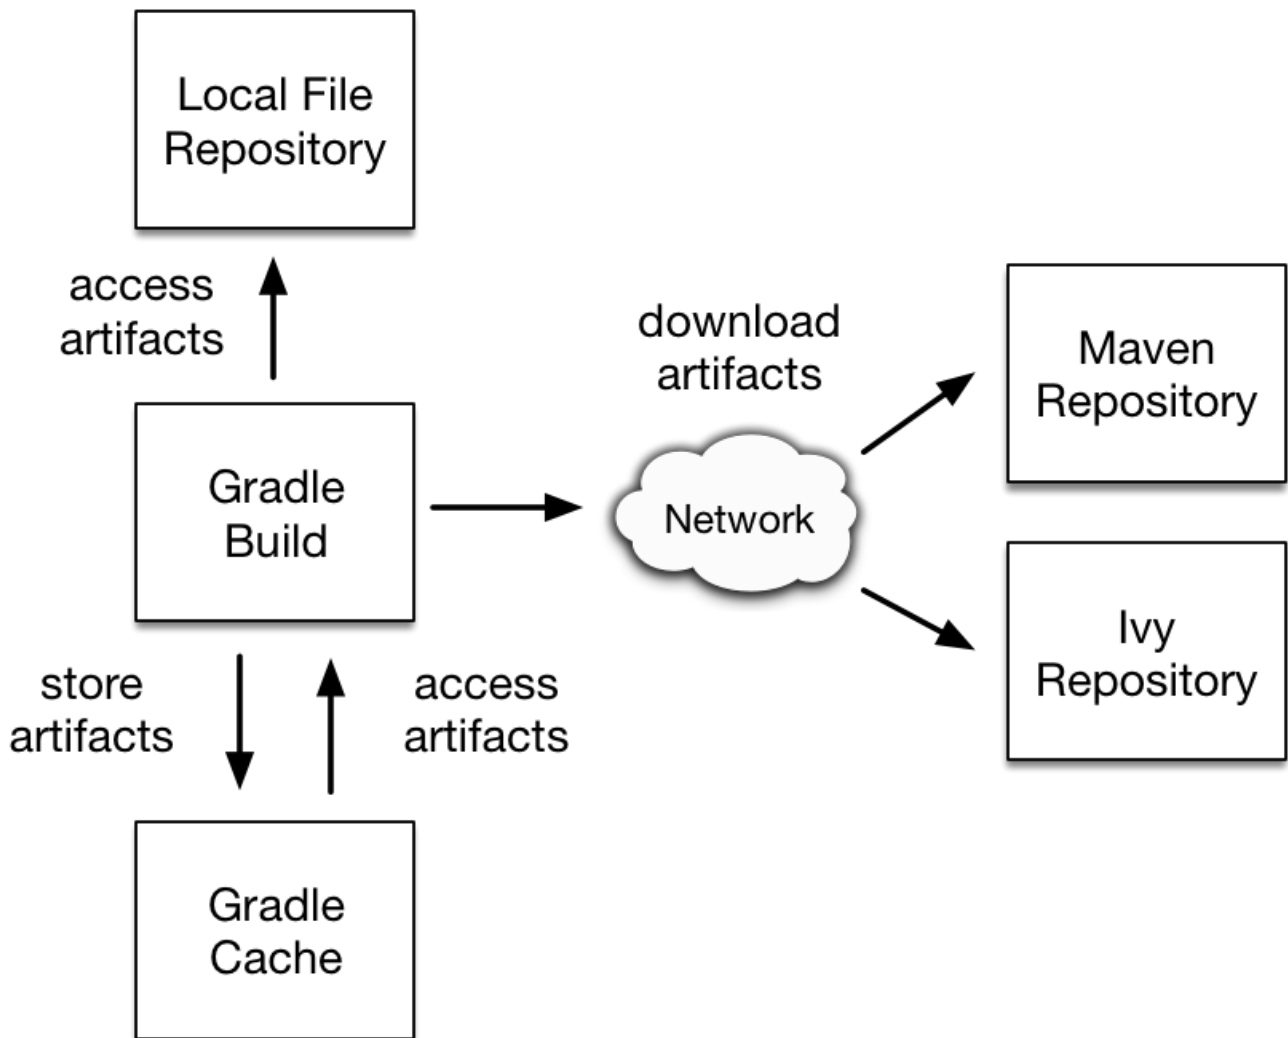 Local File
Repository
access
artifacts
download
artifacts
Maven
Repository
Gradle
Build
Network
Ivy
Repository
store
artifacts
access
artifacts
Gradle
Cache